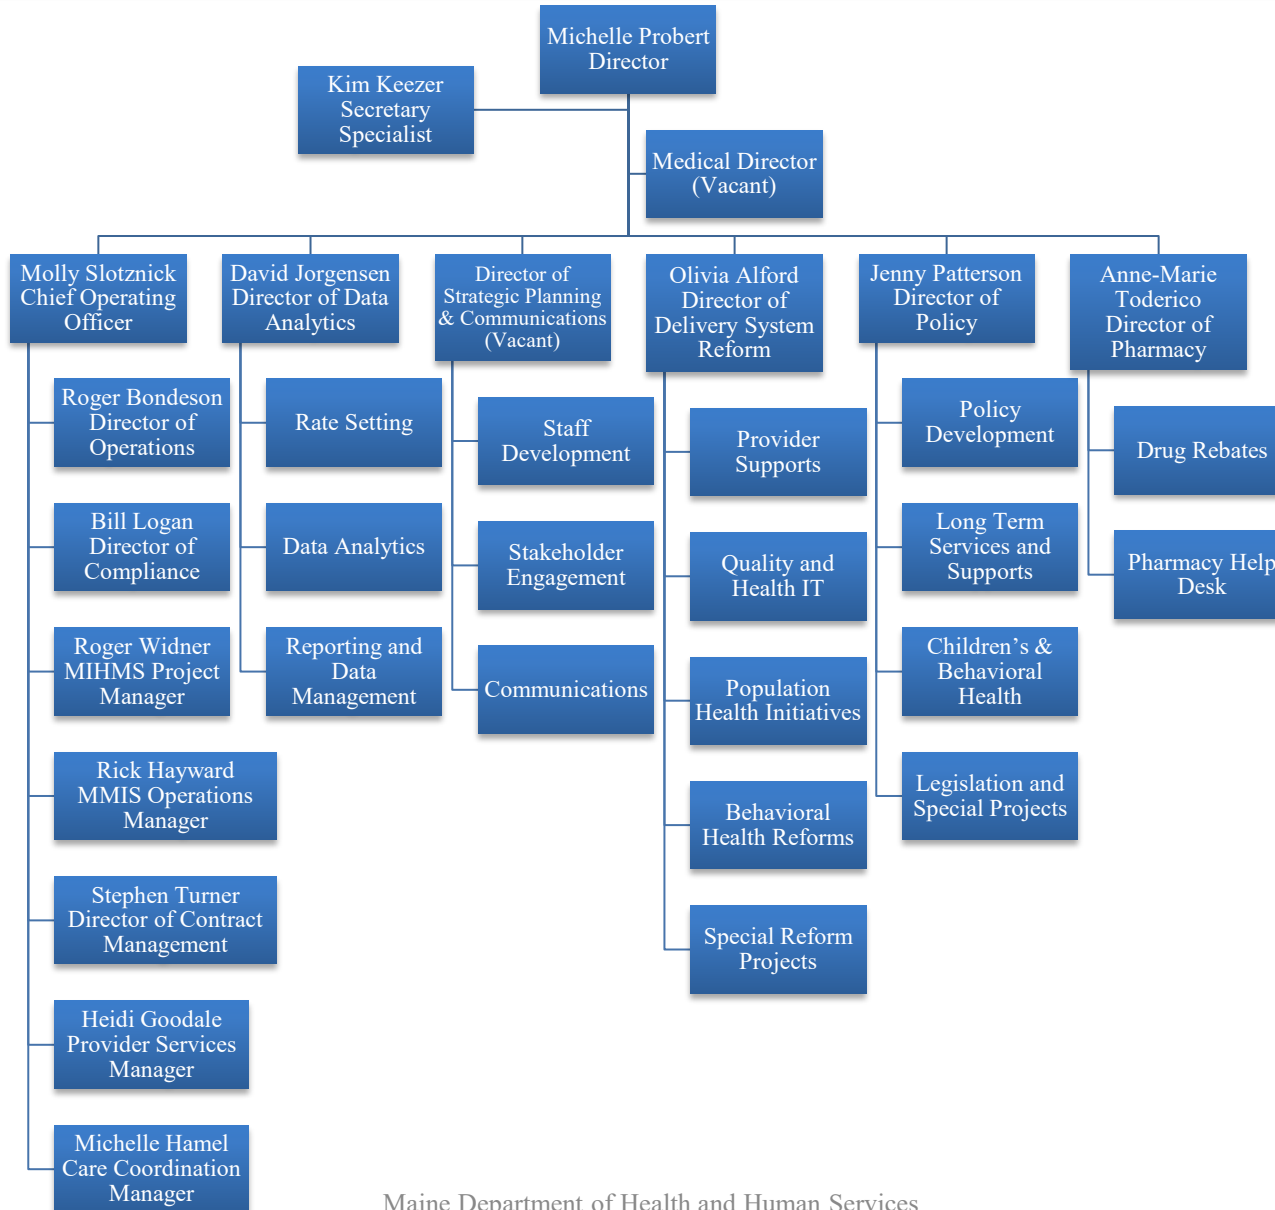 Michelle Probert
Director
Kim Keezer
Secretary
Specialist
Medical Director
(Vacant)
Molly Slotznick
Chief Operating
Officer
Roger Bondeson
Director of
Operations
Bill Logan
Director of
Compliance
Roger Widner
MIHMS Project
Manager
Rick Hayward
MMIS Operations
Manager
Stephen Turner
Director of Contract
Management
Heidi Goodale
Provider Services
Manager
Michelle Hamel
Care Coordination
Manager
David Jorgensen
Director of Data
Analytics
Rate Setting
Data Analytics
Reporting and
Data
Management
Director of
Strategic Planning
& Communications
(Vacant)
Staff
Development
Stakeholder
Engagement
Communications
Olivia Alford
Director of
Delivery System
Reform
Provider
Supports
Quality and
Health IT
Population
Health Initiatives
Behavioral
Health Reforms
Special Reform
Projects
Jenny Patterson
Director of
Policy
Policy
Development
Long Term
Services and
Supports
Children’s &
Behavioral
Health
Legislation and
Special Projects
Anne-Marie
Toderico
Director of
Pharmacy
Drug Rebates
Pharmacy Help
Desk
Maine Department of Health and Human Services